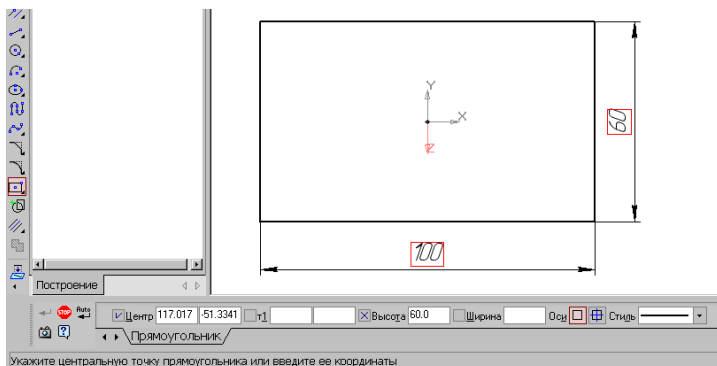 Y
X
Z
60
100
Построение
STOP Auto Центр 117.017 -51.3341 т1 Высота 60.0 Ширина Оси Стиль
Прямоугольник
Укажите центральную точку прямоугольника или введите ее координаты